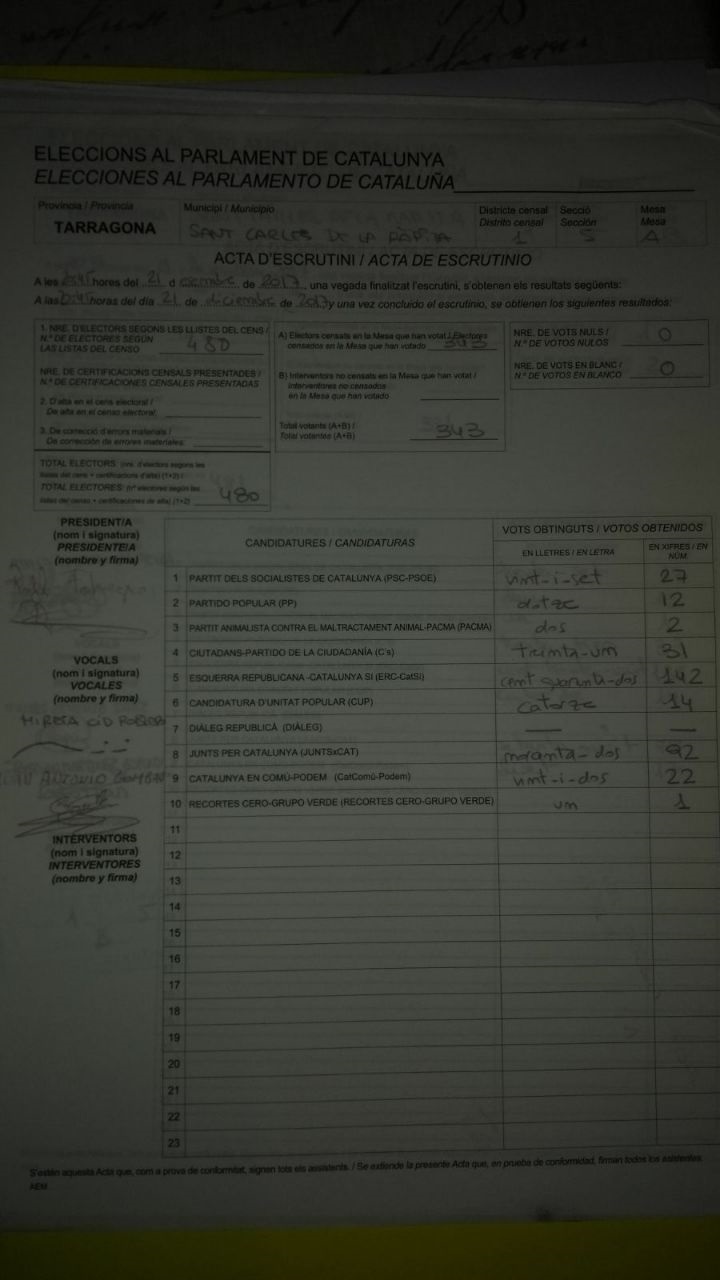 ELECCIONS AL PARLAMENT DE CATALUNYA
ELECCIONES AL PARLAMENTO DE CATALUÑA
Provincia / Provincia
Municipi / Municipio
Districte censal
Secció
Mesa
TARRAGONA
SANT CARLES DE LA RÀPITA
Distrito censal
Sección
Mesa
1
5
A
ACTA D'ESCRUTINI / ACTA DE ESCRUTINIO
A les hores del 21 d de 2017, una vegada finalitzat l'escrutini, s'obtenen els resultats següents:
A las horas del día 21 de diciembre de 2017 y una vez concluido el escrutinio, se obtienen los siguientes resultados:
1. NRE. D'ELECTORS SEGONS LES LLISTES DEL CENS /
N.º DE ELECTORES SEGÚN
LAS LISTAS DEL CENSO 480
NRE. DE CERTIFICACIONS CENSALS PRESENTADES /
N.º DE CERTIFICACIONES CENSALES PRESENTADAS
2. D'alta en el cens electoral /
De alta en el censo electoral:
3. De correcció d'errors materials /
De corrección de errores materiales:
TOTAL ELECTORS: (nre. d'electors segons les
llistes del cens + certificacions d'alta) (1+2) /
TOTAL ELECTORES: (nº electores según las
listas del censo + certificaciones de alta) (1+2) 480
A) Electors censats en la Mesa que han votat / Electores
censados en la Mesa que han votado 343
B) Interventors no censats en la Mesa que han votat /
Interventores no censados
en la Mesa que han votado
Total votants (A+B) /
Total votantes (A+B) 343
NRE. DE VOTS NULS /
N.º DE VOTOS NULOS 0
NRE. DE VOTS EN BLANC /
N.º DE VOTOS EN BLANCO 0
PRESIDENT/A
(nom i signatura)
PRESIDENTE/A
(nombre y firma)
VOCALS
(nom i signatura)
VOCALES
(nombre y firma)
MIREIA CID
ANTONIO
INTERVENTORS
(nom i signatura)
INTERVENTORES
(nombre y firma)
CANDIDATURES / CANDIDATURAS
VOTS OBTINGUTS / VOTOS OBTENIDOS
EN LLETRES / EN LETRA
EN XIFRES / EN NÚM
1 PARTIT DELS SOCIALISTES DE CATALUNYA (PSC-PSOE) vint-i-set 27
2 PARTIDO POPULAR (PP) dotze 12
3 PARTIT ANIMALISTA CONTRA EL MALTRACTAMENT ANIMAL-PACMA (PACMA) dos 2
4 CIUTADANS-PARTIDO DE LA CIUDADANÍA (C's) trenta-un 31
5 ESQUERRA REPUBLICANA -CATALUNYA SÍ (ERC-CatSí) cent quaranta-dos 142
6 CANDIDATURA D'UNITAT POPULAR (CUP) catorze 14
7 DIÀLEG REPUBLICÀ (DIÀLEG) — —
8 JUNTS PER CATALUNYA (JUNTSxCAT) noranta-dos 92
9 CATALUNYA EN COMÚ-PODEM (CatComú-Podem) vint-i-dos 22
10 RECORTES CERO-GRUPO VERDE (RECORTES CERO-GRUPO VERDE) un 1
11
12
13
14
15
16
17
18
19
20
21
22
23
S'estén aquesta Acta que, com a prova de conformitat, signen tots els assistents. / Se extiende la presente Acta que, en prueba de conformidad, firman todos los asistentes.